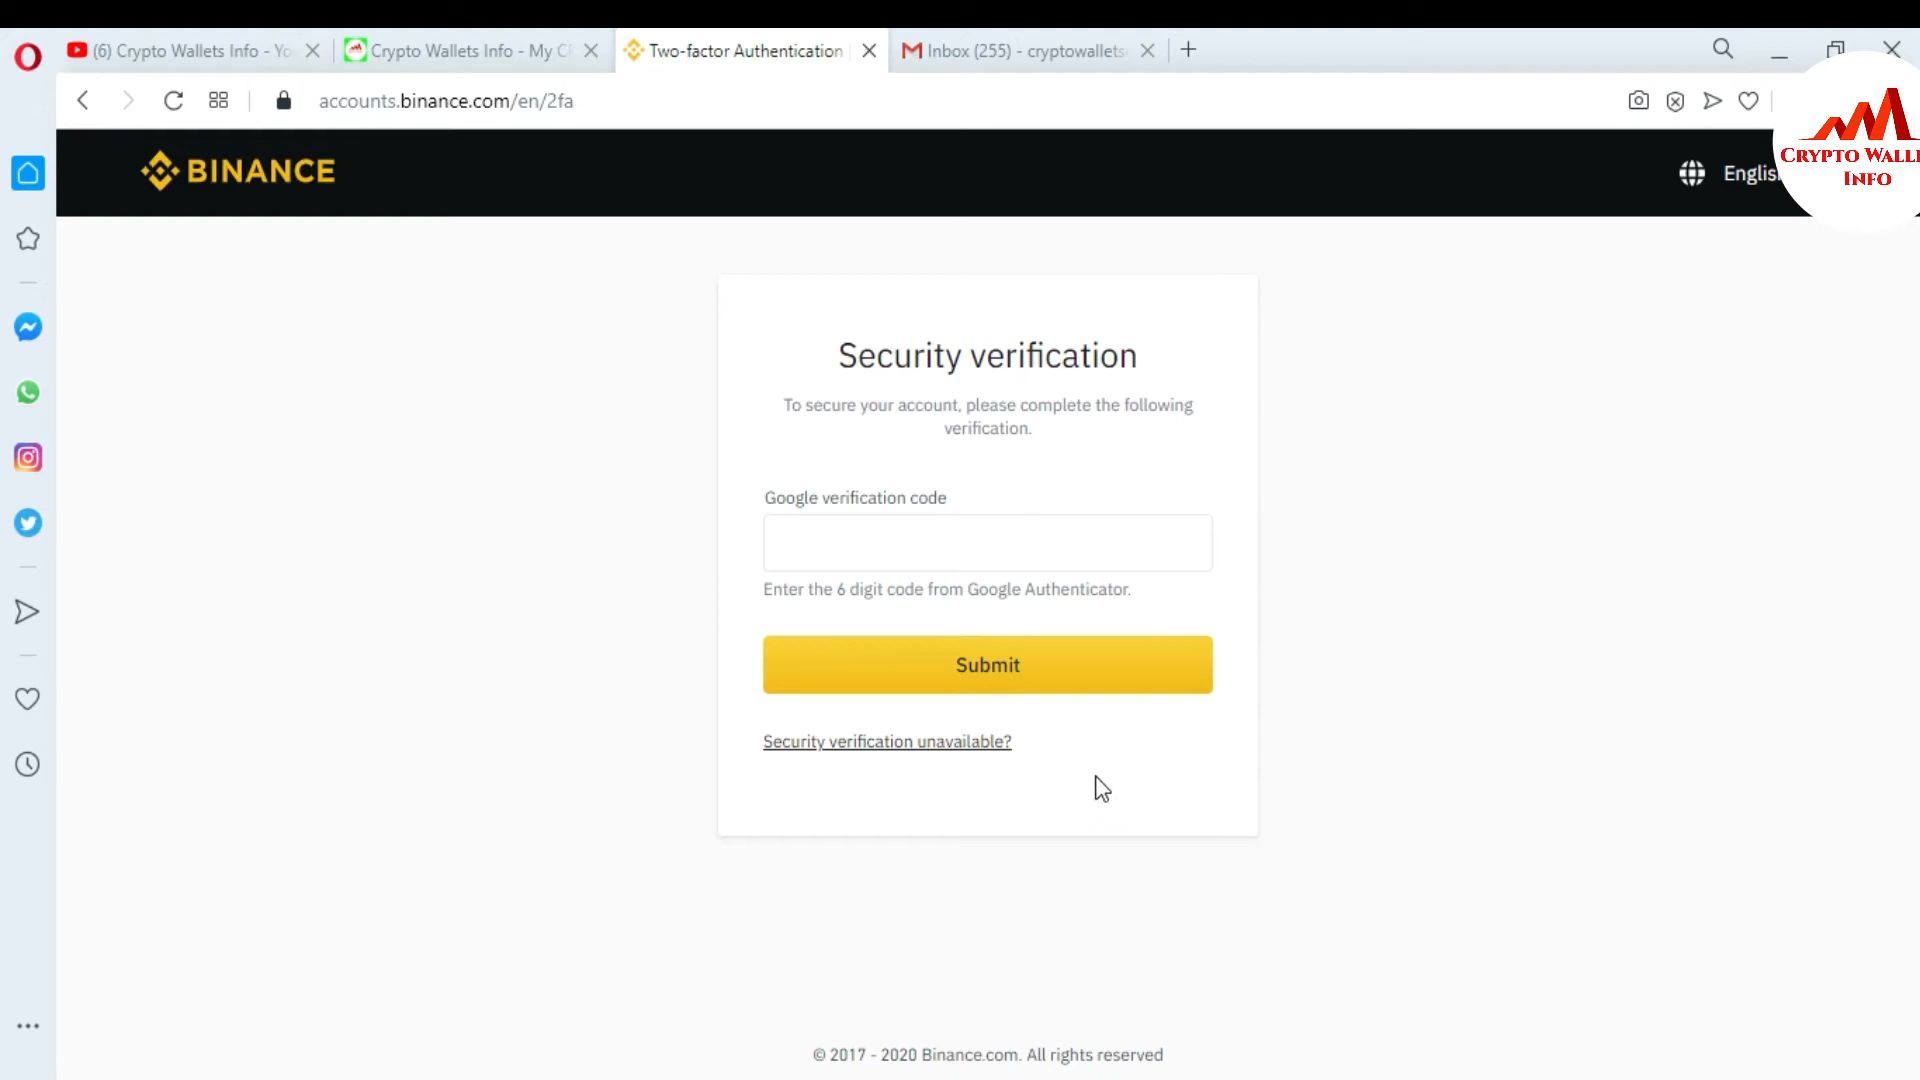 (6) Crypto Wallets Info - Yo
Crypto Wallets Info - My C
Two-factor Authentication
Inbox (255) - cryptowallets
accounts.binance.com/en/2fa
BINANCE
English
CRYPTO WALLE
INFO
Security verification
To secure your account, please complete the following
verification.
Google verification code
Enter the 6 digit code from Google Authenticator.
Submit
Security verification unavailable?
© 2017 - 2020 Binance.com. All rights reserved